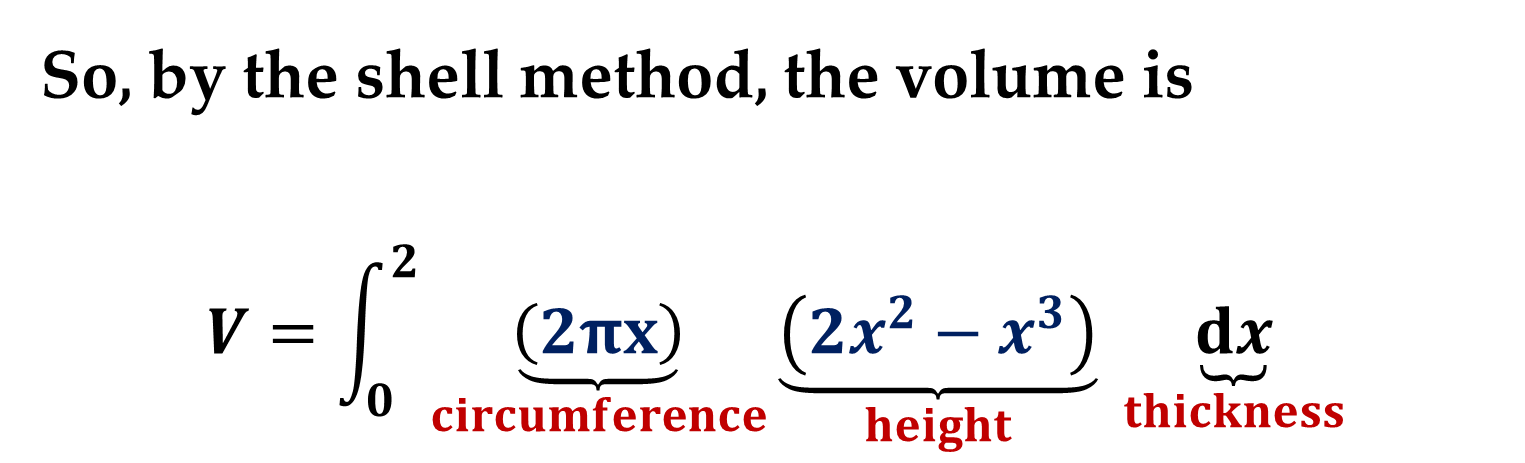 So, by the shell method, the volume is
V = ∫₀² (2πx) (2x² − x³) dx
circumference height thickness